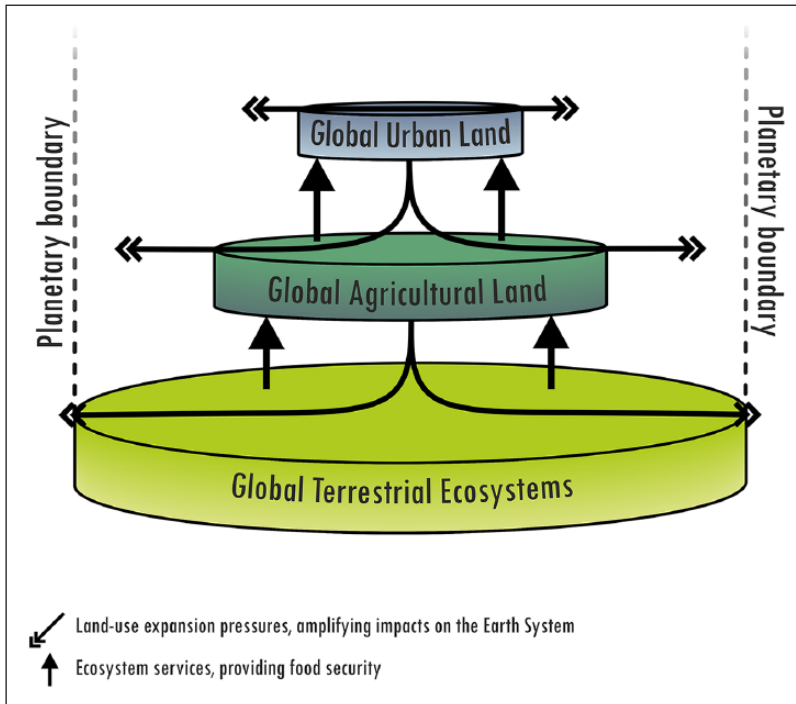 Planetary boundary
Planetary boundary
Global Urban Land
Global Agricultural Land
Global Terrestrial Ecosystems
Land-use expansion pressures, amplifying impacts on the Earth System
Ecosystem services, providing food security